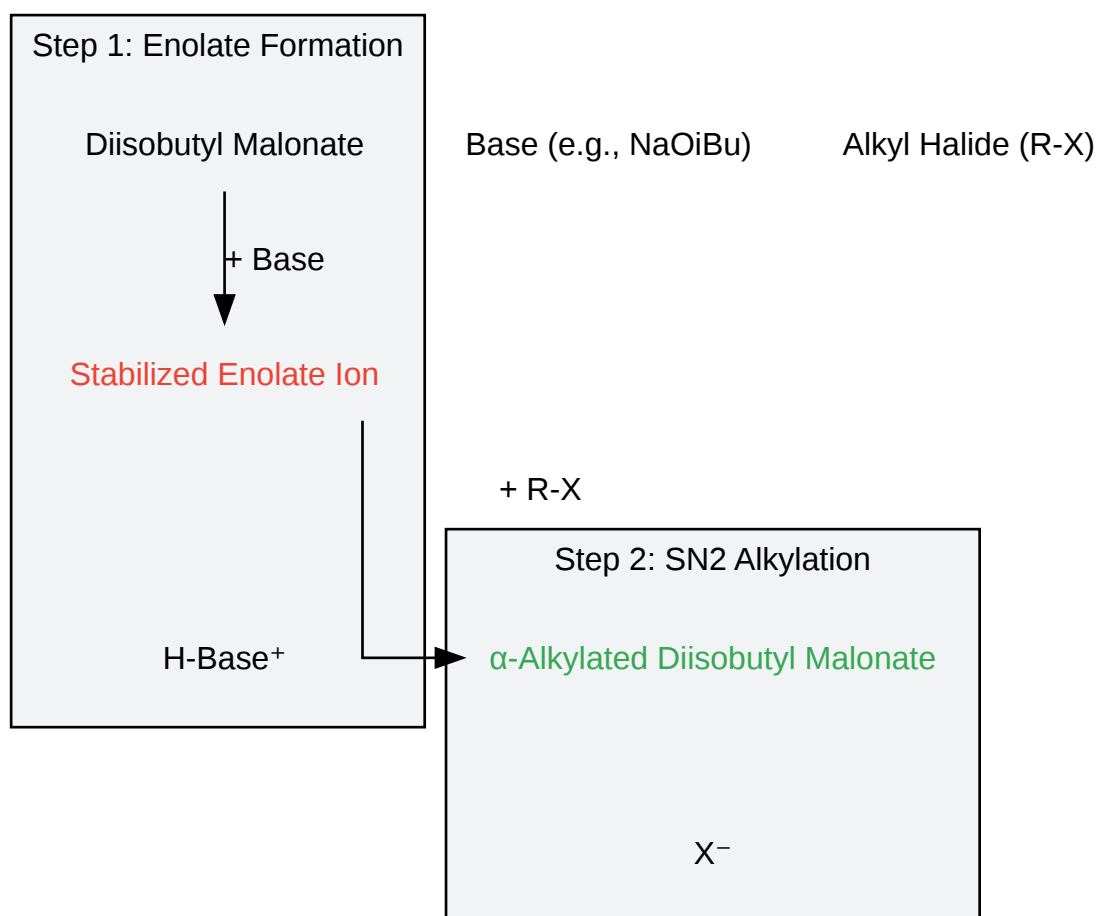 Step 1: Enolate Formation
Diisobutyl Malonate
Base (e.g., NaOiBu)
Alkyl Halide (R-X)
+ Base
Stabilized Enolate Ion
+ R-X
Step 2: SN2 Alkylation
H-Base⁺
α-Alkylated Diisobutyl Malonate
X⁻